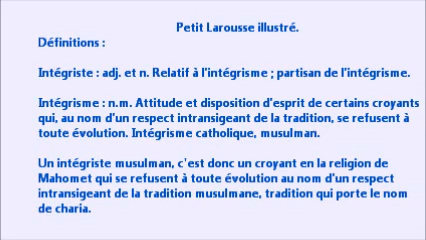 Petit Larousse illustré.
Définitions :
Intégriste : adj. et n. Relatif à l'intégrisme ; partisan de l'intégrisme.
Intégrisme : n.m. Attitude et disposition d'esprit de certains croyants
qui, au nom d'un respect intransigeant de la tradition, se refusent à
toute évolution. Intégrisme catholique, musulman.
Un intégriste musulman, c'est donc un croyant en la religion de
Mahomet qui se refusent à toute évolution au nom d'un respect
intransigeant de la tradition musulmane, tradition qui porte le nom
de charia.